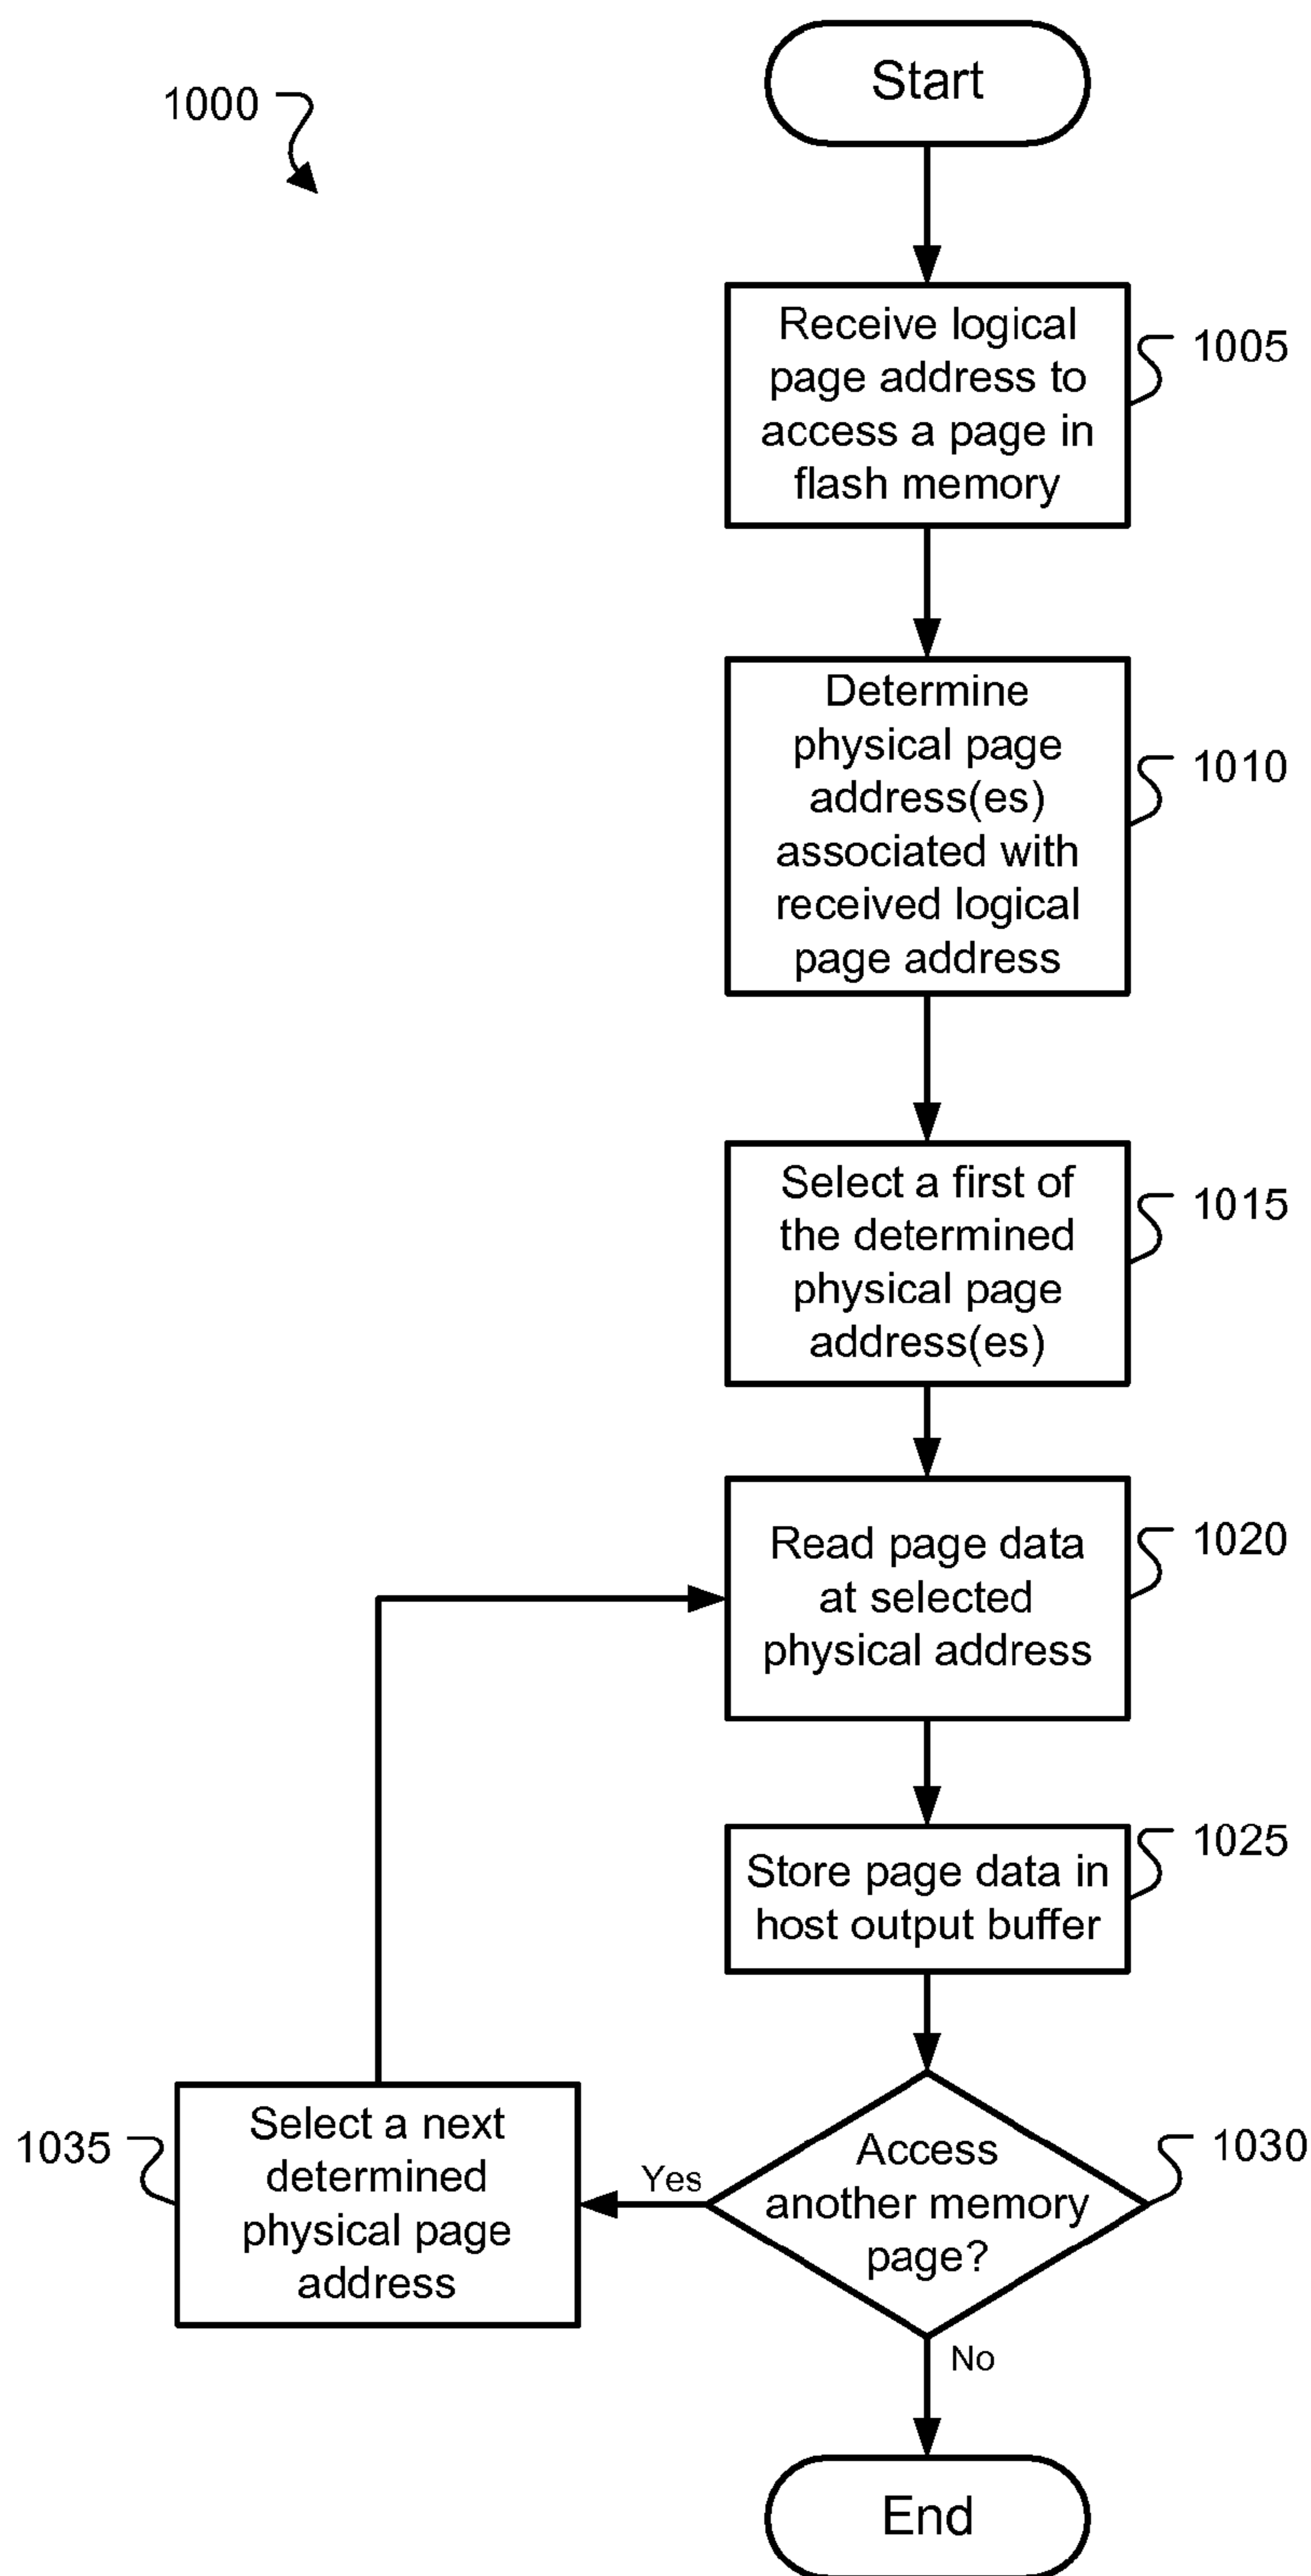 Start
1000
Receive logical
page address to
access a page in
flash memory
1005
Determine
physical page
address(es)
associated with
received logical
page address
1010
Select a first of
the determined
physical page
address(es)
1015
Read page data
at selected
physical address
1020
Store page data in
host output buffer
1025
Access
another memory
page?
1030
Yes
Select a next
determined
physical page
address
1035
No
End